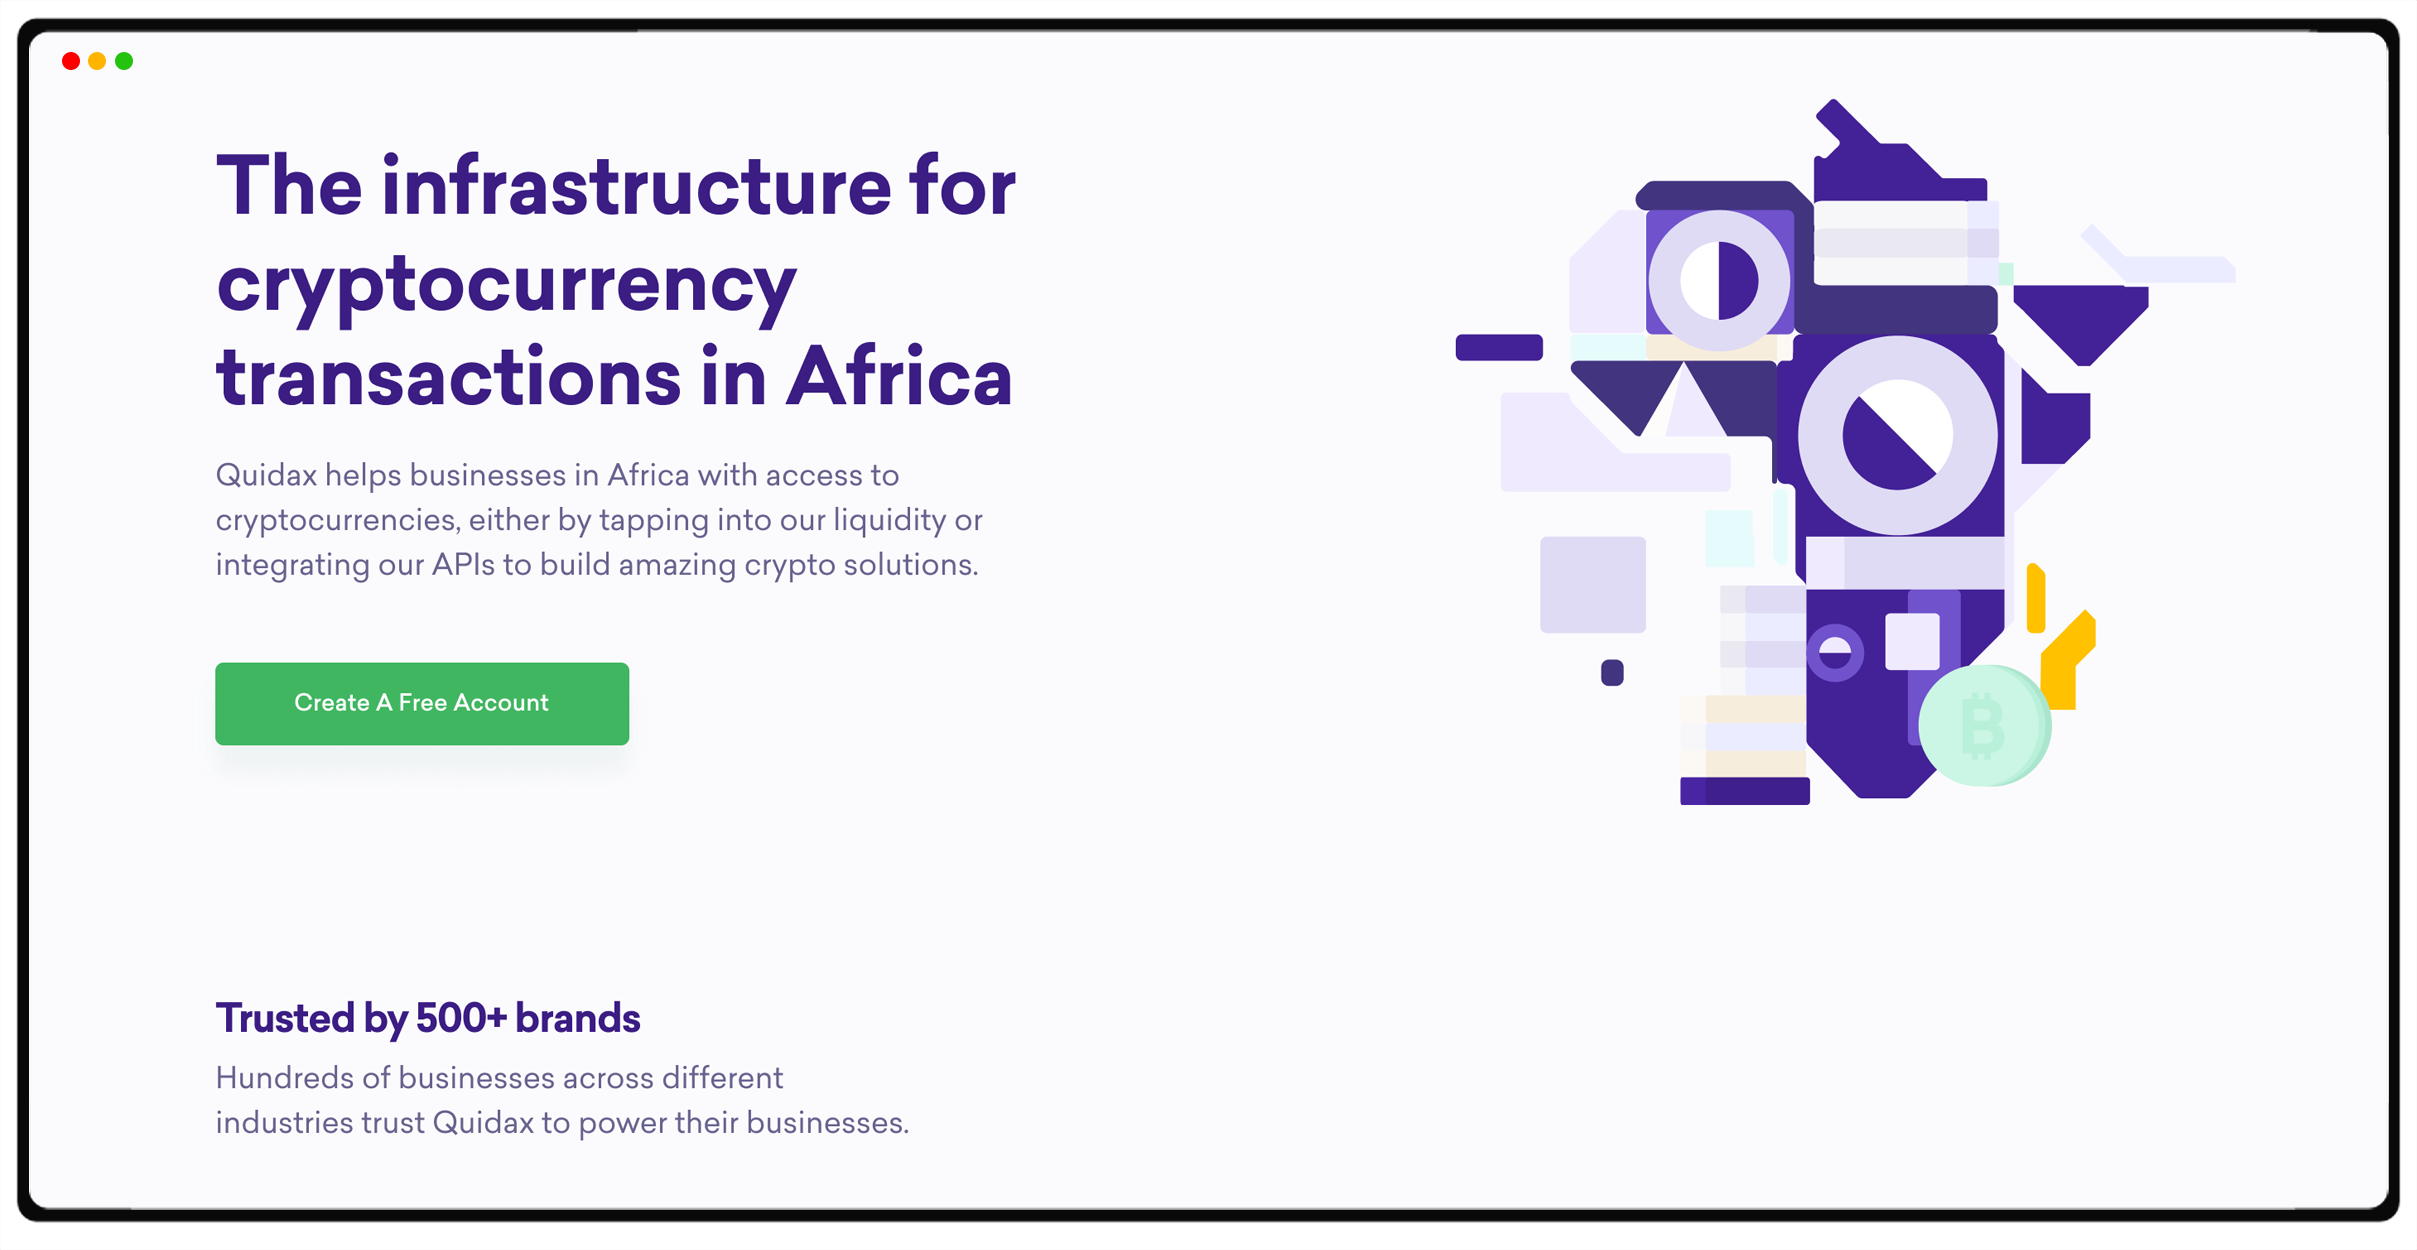 The infrastructure for
cryptocurrency
transactions in Africa
Quidax helps businesses in Africa with access to
cryptocurrencies, either by tapping into our liquidity or
integrating our APIs to build amazing crypto solutions.
Create A Free Account
Trusted by 500+ brands
Hundreds of businesses across different
industries trust Quidax to power their businesses.